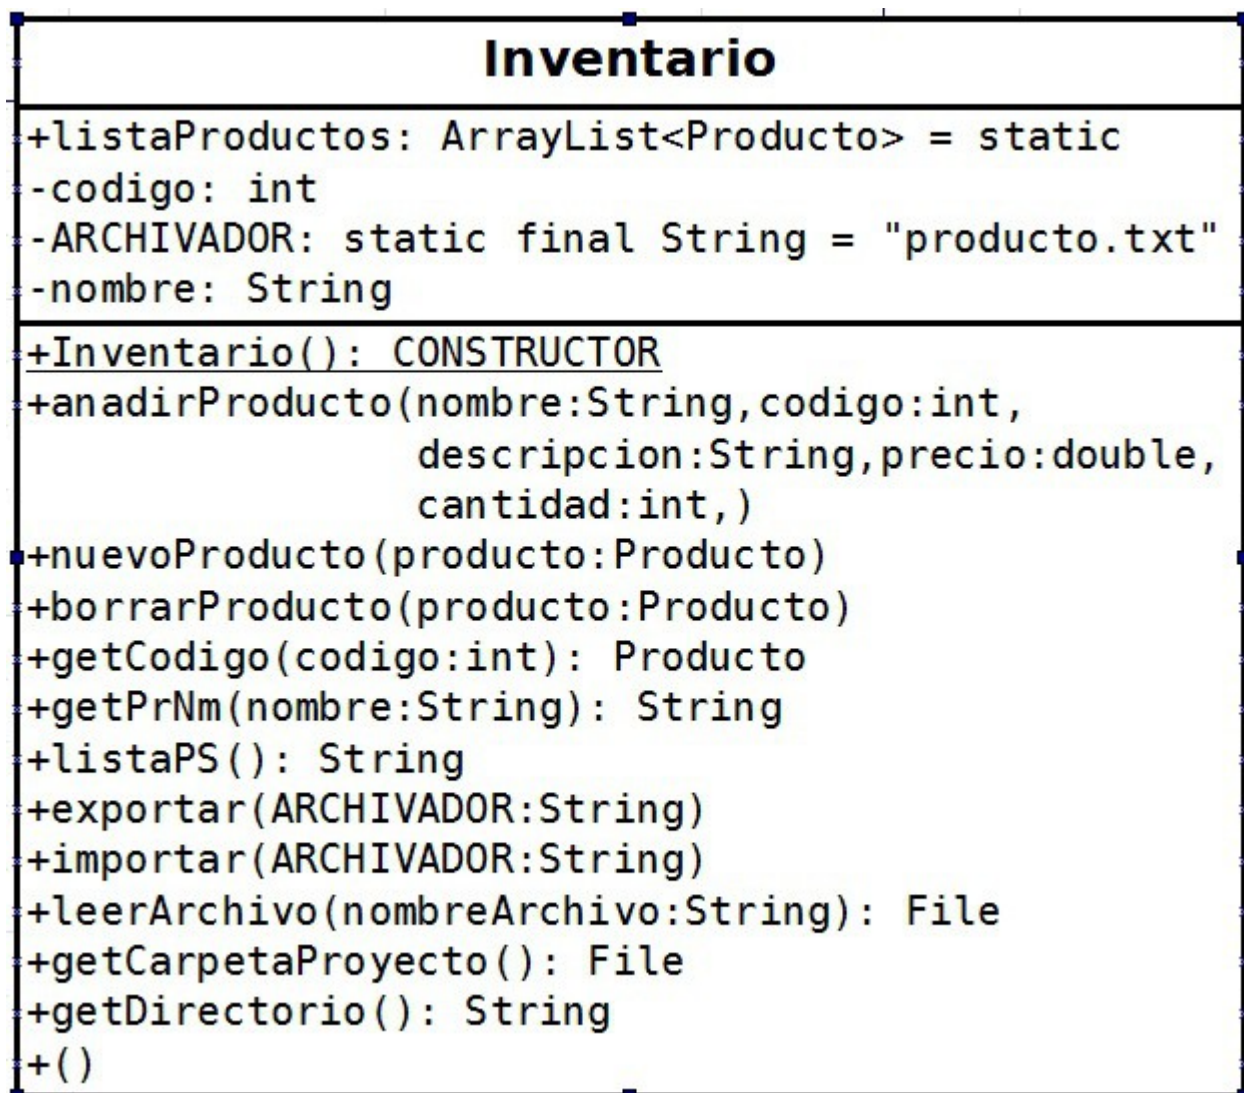 Inventario
+listaProductos: ArrayList<Producto> = static
-codigo: int
-ARCHIVADOR: static final String = "producto.txt"
-nombre: String
+Inventario(): CONSTRUCTOR
+anadirProducto(nombre:String,codigo:int,
descripcion:String,precio:double,
cantidad:int,)
+nuevoProducto(producto:Producto)
+borrarProducto(producto:Producto)
+getCodigo(codigo:int): Producto
+getPrNm(nombre:String): String
+listaPS(): String
+exportar(ARCHIVADOR:String)
+importar(ARCHIVADOR:String)
+leerArchivo(nombreArchivo:String): File
+getCarpetaProyecto(): File
+getDirectorio(): String
+()